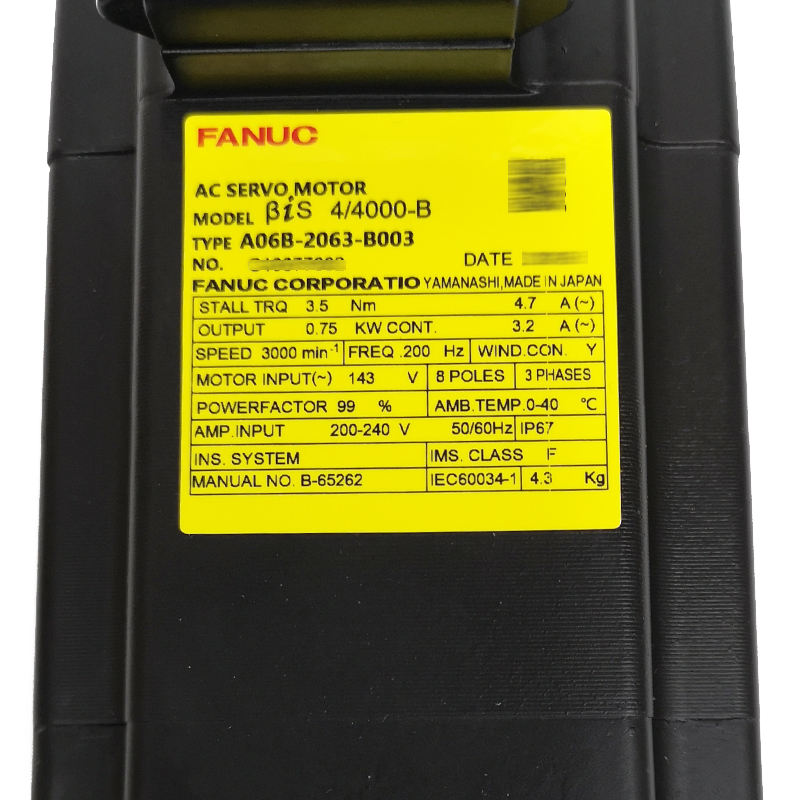 FANUC
AC SERVO MOTOR
MODEL βiS 4/4000-B
TYPE A06B-2063-B003
NO. DATE
FANUC CORPORATIO YAMANASHI,MADE IN JAPAN
STALL TRQ 3.5 Nm 4.7 A(~)
OUTPUT 0.75 KW CONT. 3.2 A(~)
SPEED 3000 min⁻¹ FREQ.200 Hz WIND.CON. Y
MOTOR INPUT(~) 143 V 8 POLES 3 PHASES
POWERFACTOR 99 % AMB.TEMP.0-40 ℃
AMP.INPUT 200-240 V 50/60Hz IP67
INS. SYSTEM IMS. CLASS F
MANUAL NO. B-65262 IEC60034-1 4.3 Kg